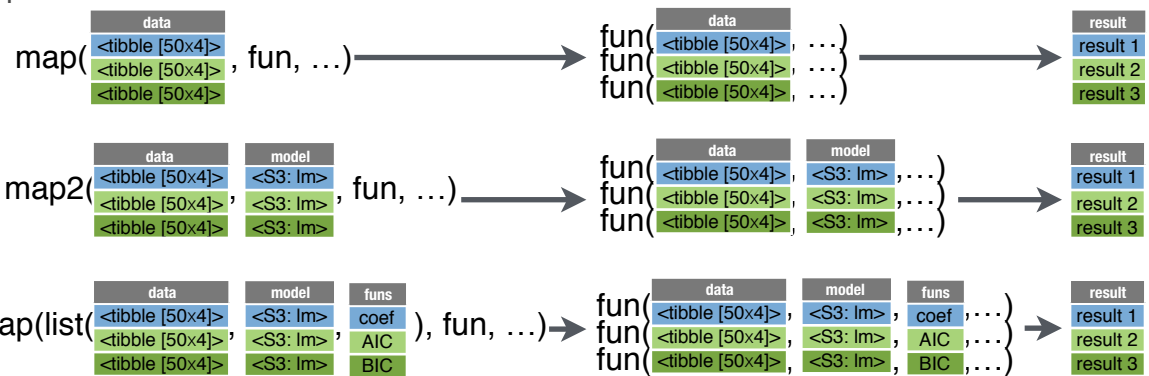 data
data
result
map( <tibble [50x4]> , fun, …)
<tibble [50x4]>
<tibble [50x4]>
fun( <tibble [50x4]> , …)
fun( <tibble [50x4]> , …)
fun( <tibble [50x4]> , …)
result 1
result 2
result 3
data model
data model
result
map2( <tibble [50x4]> , <S3: lm> , fun, …)
<tibble [50x4]> <S3: lm>
<tibble [50x4]> <S3: lm>
fun( <tibble [50x4]> , <S3: lm> ,…)
fun( <tibble [50x4]> , <S3: lm> ,…)
fun( <tibble [50x4]> , <S3: lm> ,…)
result 1
result 2
result 3
data model funs
data model funs
result
ap(list( <tibble [50x4]> , <S3: lm> , coef ), fun, …)
<tibble [50x4]> <S3: lm> AIC
<tibble [50x4]> <S3: lm> BIC
fun( <tibble [50x4]> , <S3: lm> , coef ,…)
fun( <tibble [50x4]> , <S3: lm> , AIC ,…)
fun( <tibble [50x4]> , <S3: lm> , BIC ,…)
result 1
result 2
result 3